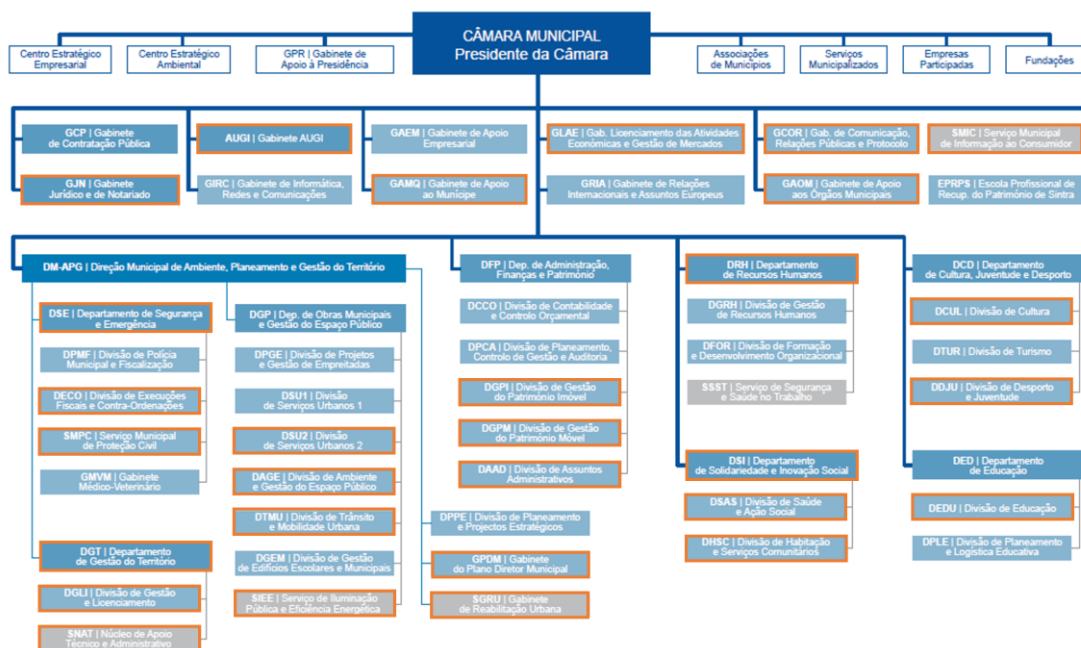 CÂMARA MUNICIPAL
Presidente da Câmara
Centro Estratégico
Empresarial
Centro Estratégico
Ambiental
GPR | Gabinete de
Apoio à Presidência
Associações
de Municípios
Serviços
Municipalizados
Empresas
Participadas
Fundações
GCP | Gabinete
de Contratação Pública
AUGI | Gabinete AUGI
GAEM | Gabinete de Apoio
Empresarial
GLAE | Gab. Licenciamento das Atividades
Económicas e Gestão de Mercados
GCOR | Gab. de Comunicação,
Relações Públicas e Protocolo
SMIC | Serviço Municipal
de Informação ao Consumidor
GJN | Gabinete
Jurídico e de Notariado
GIRC | Gabinete de Informática,
Redes e Comunicações
GAMQ | Gabinete de Apoio
ao Munícipe
GRIA | Gabinete de Relações
Internacionais e Assuntos Europeus
GAOM | Gabinete de Apoio
aos Órgãos Municipais
EPRPS | Escola Profissional de
Recup. do Património de Sintra
DM-APG | Direção Municipal de Ambiente, Planeamento e Gestão do Território
DSE | Departamento de Segurança
e Emergência
DPMF | Divisão de Polícia
Municipal e Fiscalização
DECO | Divisão de Execuções
Fiscais e Contra-Ordenações
SMPC | Serviço Municipal
de Proteção Civil
GMVM | Gabinete
Médico-Veterinário
DGT | Departamento
de Gestão do Território
DGLI | Divisão de Gestão
e Licenciamento
SNAT | Núcleo de Apoio
Técnico e Administrativo
DGP | Dep. de Obras Municipais
e Gestão do Espaço Público
DPGE | Divisão de Projetos
e Gestão de Empreitadas
DSU1 | Divisão
de Serviços Urbanos 1
DSU2 | Divisão
de Serviços Urbanos 2
DAGE | Divisão de Ambiente
e Gestão do Espaço Público
DTMU | Divisão de Trânsito
e Mobilidade Urbana
DGEM | Divisão de Gestão
de Edifícios Escolares e Municipais
SIEE | Serviço de Iluminação
Pública e Eficiência Energética
DPPE | Divisão de Planeamento
e Projectos Estratégicos
GPDM | Gabinete
do Plano Diretor Municipal
SGRU | Gabinete
de Reabilitação Urbana
DFP | Dep. de Administração,
Finanças e Património
DCCO | Divisão de Contabilidade
e Controlo Orçamental
DPCA | Divisão de Planeamento,
Controlo de Gestão e Auditoria
DGPI | Divisão de Gestão
do Património Imóvel
DGPM | Divisão de Gestão
do Património Móvel
DAAD | Divisão de Assuntos
Administrativos
DRH | Departamento
de Recursos Humanos
DGRH | Divisão de Gestão
de Recursos Humanos
DFOR | Divisão de Formação
e Desenvolvimento Organizacional
SSST | Serviço de Segurança
e Saúde no Trabalho
DSI | Departamento
de Solidariedade e Inovação Social
DSAS | Divisão de Saúde
e Ação Social
DHSC | Divisão de Habitação
e Serviços Comunitários
DCD | Departamento
de Cultura, Juventude e Desporto
DCUL | Divisão de Cultura
DTUR | Divisão de Turismo
DDJU | Divisão de Desporto
e Juventude
DED | Departamento
de Educação
DEDU | Divisão de Educação
DPLE | Divisão de Planeamento
e Logística Educativa